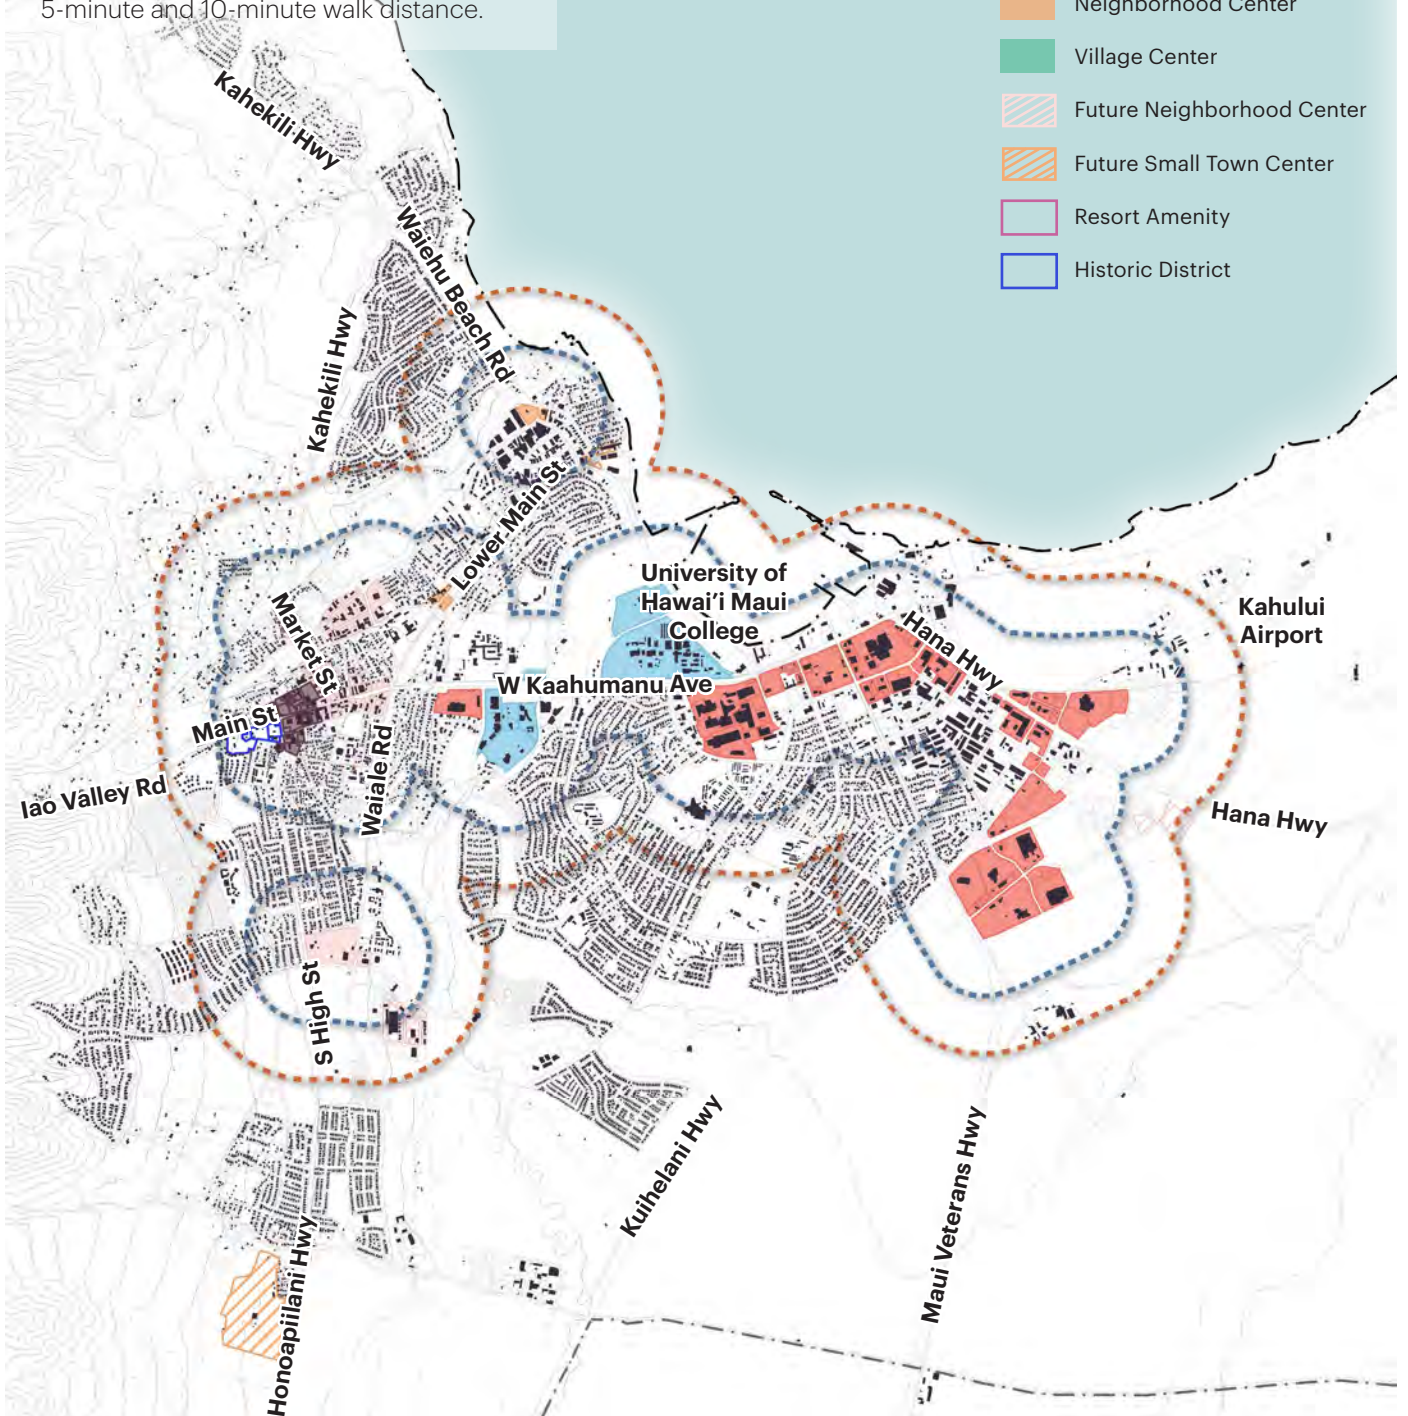 5-minute and 10-minute walk distance.
Neighborhood Center
Village Center
Future Neighborhood Center
Future Small Town Center
Resort Amenity
Historic District
Kahekili Hwy
Waiehu Beach Rd
Kahekili Hwy
Lower Main St
University of
Hawai’i Maui
College
Kahului
Airport
Market St
Hana Hwy
W Kaahumanu Ave
Main St
Waiale Rd
Iao Valley Rd
Hana Hwy
S High St
Kuihelani Hwy
Maui Veterans Hwy
Honoapiilani Hwy